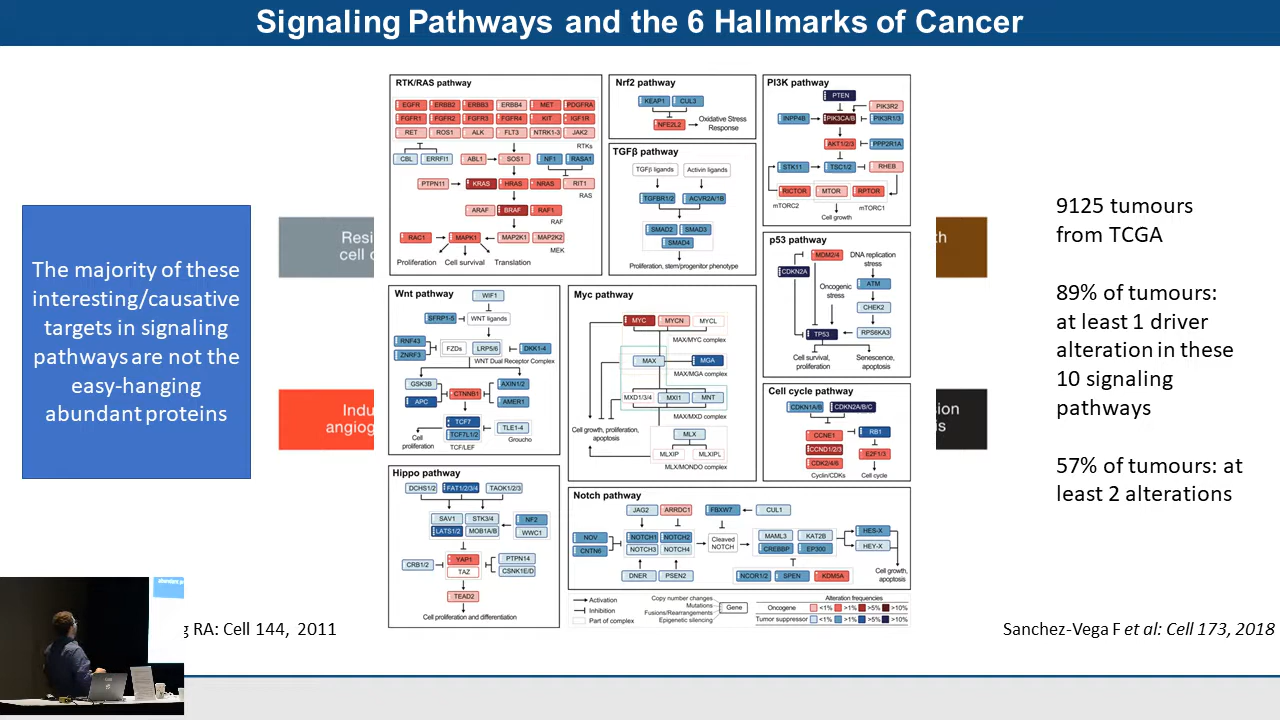 Signaling Pathways and the 6 Hallmarks of Cancer
The majority of these
interesting/causative
targets in signaling
pathways are not the
easy-hanging
abundant proteins
Resi
cell
Indu
angio
RTK/RAS pathway
EGFR ERBB2 ERBB3 ERBB4 MET PDGFRA
FGFR1 FGFR2 FGFR3 FGFR4 KIT IGF1R
RET ROS1 ALK FLT3 NTRK1-3 JAK2
RTKs
CBL ERRFI1 ABL1 SOS1 NF1 RASA1
PTPN11 KRAS HRAS NRAS RIT1
RAS
ARAF BRAF RAF1
RAF
RAC1 MAPK1 MAP2K1 MAP2K2
MEK
Proliferation Cell survival Translation
Nrf2 pathway
KEAP1 CUL3
NFE2L2 Oxidative Stress
Response
TGFβ pathway
TGFβ ligands Activin ligands
TGFBR1/2 ACVR2A/1B
SMAD2 SMAD3
SMAD4
Proliferation, stem/progenitor phenotype
PI3K pathway
PTEN
PIK3R2
INPP4B PIK3CA/B PIK3R1/3
AKT1/2/3 PPP2R1A
STK11 TSC1/2 RHEB
RICTOR MTOR RPTOR
mTORC2 mTORC1
Cell growth
p53 pathway
MDM2/4 DNA replication
stress
CDKN2A
Oncogenic
stress
ATM
CHEK2
TP53 RPS6KA3
Cell survival,
proliferation
Senescence,
apoptosis
Wnt pathway
WIF1
SFRP1-5 WNT ligands
RNF43
ZNRF3
FZDs LRP5/6 DKK1-4
WNT Dual Receptor Complex
GSK3B AXIN1/2
CTNNB1
APC AMER1
TCF7
TCF7L1/2
TLE1-4
Groucho
Cell
proliferation
TCF/LEF
Myc pathway
MYC MYCN MYCL
MAX/MYC complex
MAX MGA
MAX/MGA complex
MXD1/3/4 MXI1 MNT
MAX/MXD complex
Cell growth, proliferation,
apoptosis
MLX
MLXIP MLXIPL
MLX/MONDO complex
Cell cycle pathway
CDKN1A/B CDKN2A/B/C
CCNE1 RB1
CCND1/2/3
CDK2/4/6 E2F1/3
Cyclin/CDKs Cell cycle
Hippo pathway
DCHS1/2 FAT1/2/3/4 TAOK1/2/3
SAV1 STK3/4 NF2
LATS1/2 MOB1A/B WWC1
CRB1/2 YAP1 PTPN14
TAZ CSNK1E/D
TEAD2
Cell proliferation and differentiation
Notch pathway
JAG2 ARRDC1 FBXW7 CUL1
NOV NOTCH1 NOTCH2
CNTN6 NOTCH3 NOTCH4
Cleaved
NOTCH
MAML3 KAT2B
CREBBP EP300
HES-X
HEY-X
DNER PSEN2 NCOR1/2 SPEN KDM5A
Cell growth,
apoptosis
Activation
Inhibition
Part of complex
Copy number changes
Mutations
Fusions/Rearrangements
Epigenetic silencing
Gene
Alteration frequencies
Oncogene <1% >1% >5% >10%
Tumor suppressor <1% >1% >5% >10%
9125 tumours
from TCGA
89% of tumours:
at least 1 driver
alteration in these
10 signaling
pathways
57% of tumours: at
least 2 alterations
RA: Cell 144, 2011
Sanchez-Vega F et al: Cell 173, 2018